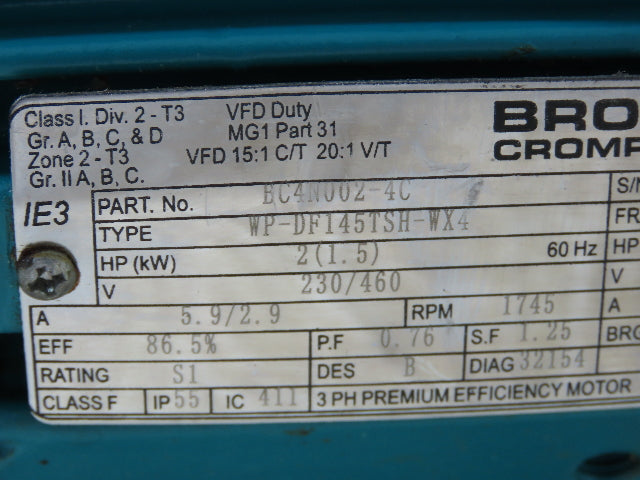 Class I. Div. 2 - T3 VFD Duty
Gr. A, B, C, & D MG1 Part 31
Zone 2 - T3 VFD 15:1 C/T 20:1 V/T
Gr. II A, B, C.
BRO
CROMP
IE3 PART. No. BC4N002-4C S/N
TYPE WP-DF145TSH-WX4 FR
HP (kW) 2(1.5) 60 Hz HP
V 230/460 V
A 5.9/2.9 RPM 1745 A
EFF 86.5% P.F 0.76 S.F 1.25 BRG
RATING S1 DES B DIAG 32154
CLASS F IP 55 IC 411 3 PH PREMIUM EFFICIENCY MOTOR